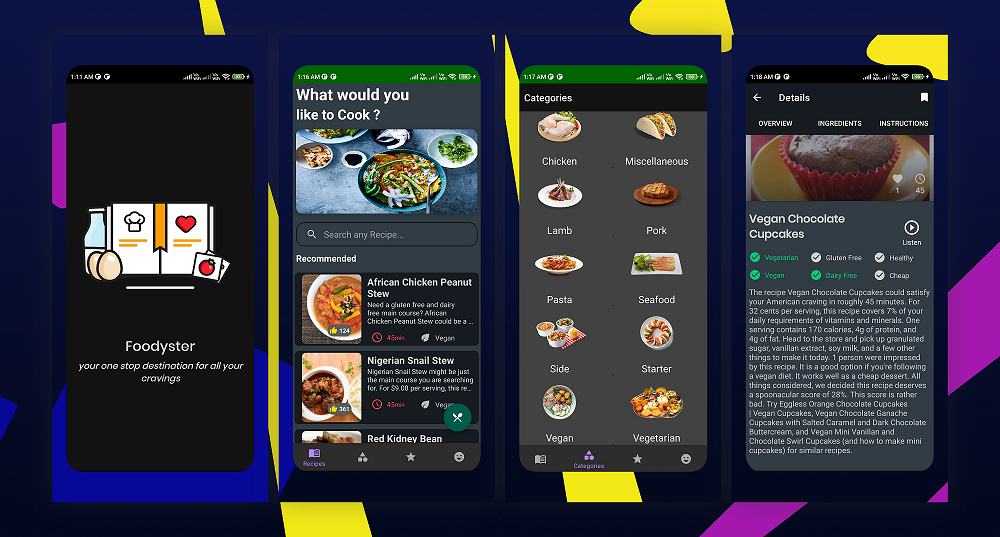 1:11 AM
Foodyster
your one stop destination for all your
cravings
1:16 AM
What would you
like to Cook ?
Search any Recipe...
Recommended
African Chicken Peanut
Stew
Need a gluten free and dairy
free main course? African
Chicken Peanut Stew could be a ...
124
45min
Vegan
Nigerian Snail Stew
Nigerian Snail Stew might be just
the main course you are searching
for. For $9.08 per serving, this re...
361
45min
Vegan
Red Kidney Bean
Recipes
1:17 AM
Categories
Chicken
Miscellaneous
Lamb
Pork
Pasta
Seafood
Side
Starter
Vegan
Vegetarian
Categories
1:18 AM
Details
OVERVIEW
INGREDIENTS
INSTRUCTIONS
1
45
Vegan Chocolate
Cupcakes
Listen
Vegetarian
Gluten Free
Healthy
Vegan
Dairy Free
Cheap
The recipe Vegan Chocolate Cupcakes could satisfy
your American craving in roughly 45 minutes. For
32 cents per serving, this recipe covers 7% of your
daily requirements of vitamins and minerals. One
serving contains 170 calories, 4g of protein, and
4g of fat. Head to the store and pick up granulated
sugar, vanillan extract, soy milk, and a few other
things to make it today. 1 person were impressed
by this recipe. It is a good option if you're following
a vegan diet. It works well as a cheap dessert. All
things considered, we decided this recipe deserves
a spoonacular score of 28%. This score is rather
bad. Try Eggless Orange Chocolate Cupcakes
| Vegan Cupcakes, Vegan Chocolate Ganache
Cupcakes with Salted Caramel and Dark Chocolate
Buttercream, and Vegan Mini Vanillan and
Chocolate Swirl Cupcakes (and how to make mini
cupcakes) for similar recipes.